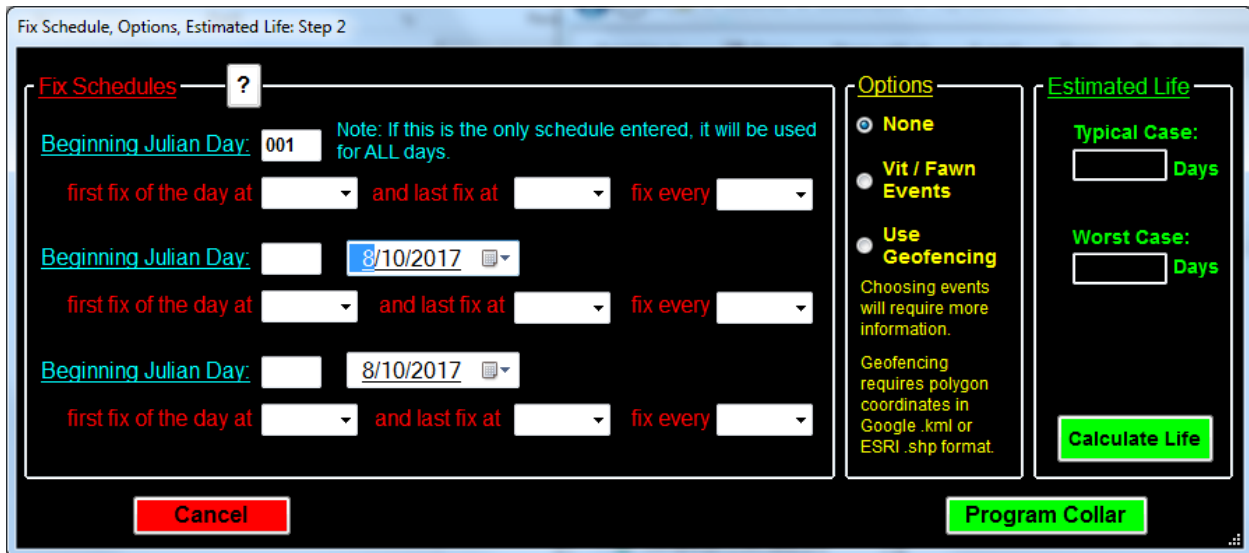 Fix Schedule, Options, Estimated Life: Step 2
Fix Schedules
?
Beginning Julian Day:
001
Note: If this is the only schedule entered, it will be used
for ALL days.
first fix of the day at
and last fix at
fix every
Beginning Julian Day:
8/10/2017
first fix of the day at
and last fix at
fix every
Beginning Julian Day:
8/10/2017
first fix of the day at
and last fix at
fix every
Options
None
Vit / Fawn
Events
Use
Geofencing
Choosing events
will require more
information.
Geofencing
requires polygon
coordinates in
Google .kml or
ESRI .shp format.
Estimated Life
Typical Case:
Days
Worst Case:
Days
Calculate Life
Cancel
Program Collar